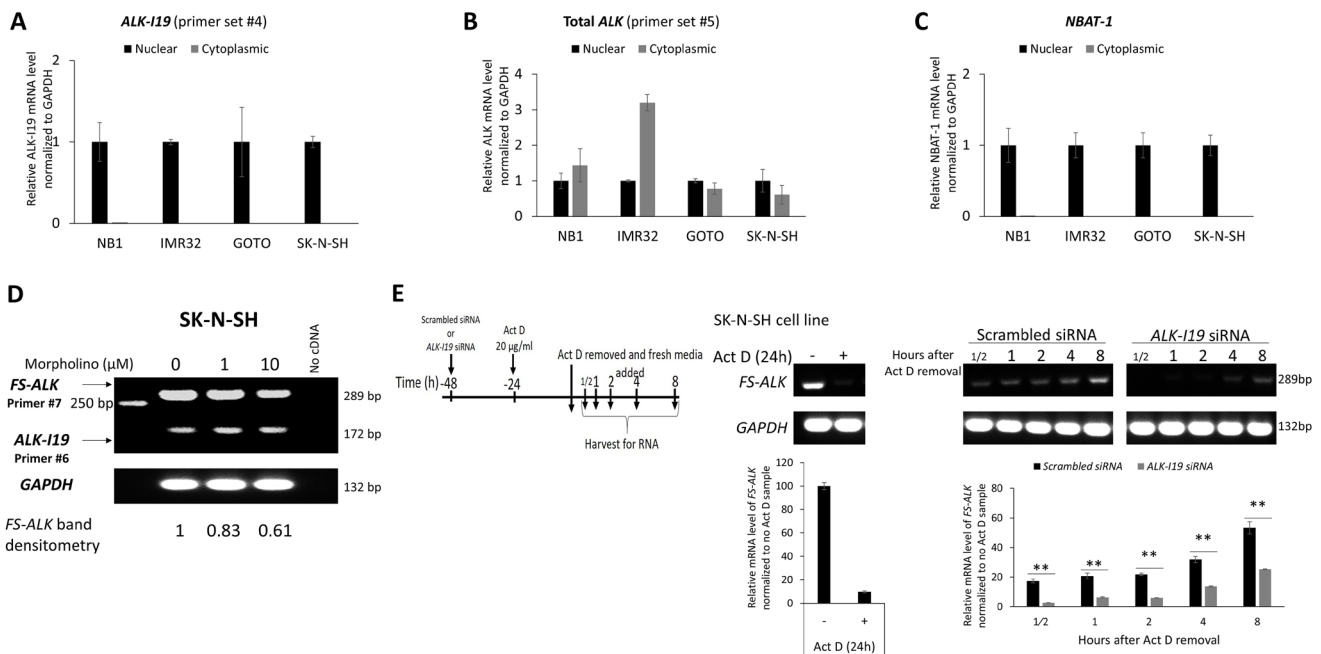 A
ALK-I19 (primer set #4)
Nuclear Cytoplasmic
Relative ALK-I19 mRNA level
normalized to GAPDH
2
1
0
NB1 IMR32 GOTO SK-N-SH
B
Total ALK (primer set #5)
Nuclear Cytoplasmic
Relative ALK mRNA level
normalized to GAPDH
4
3
2
1
0
NB1 IMR32 GOTO SK-N-SH
C
NBAT-1
Nuclear Cytoplasmic
Relative NBAT-1 mRNA level
normalized to GAPDH
2
1
0
NB1 IMR32 GOTO SK-N-SH
D
SK-N-SH
Morpholino (µM) 0 1 10 No cDNA
FS-ALK
Primer #7
250 bp
289 bp
ALK-I19
Primer #6
172 bp
GAPDH
132 bp
FS-ALK band
densitometry
1 0.83 0.61
E
Scrambled siRNA
or
ALK-I19 siRNA
Act D
20 µg/ml
Act D removed and fresh media
added
Time (h) -48 -24 1/2 1 2 4 8
Harvest for RNA
SK-N-SH cell line
Act D (24h) - +
FS-ALK
GAPDH
Relative mRNA level of FS-ALK
normalized to no Act D sample
120
100
80
60
40
20
0
- +
Act D (24h)
Scrambled siRNA ALK-I19 siRNA
Hours after
Act D removal
1/2 1 2 4 8 1/2 1 2 4 8
289bp
132bp
Scrambled siRNA ALK-I19 siRNA
Relative mRNA level of FS-ALK
normalized to no Act D sample
80
60
40
20
0
** ** ** ** **
1/2 1 2 4 8
Hours after Act D removal